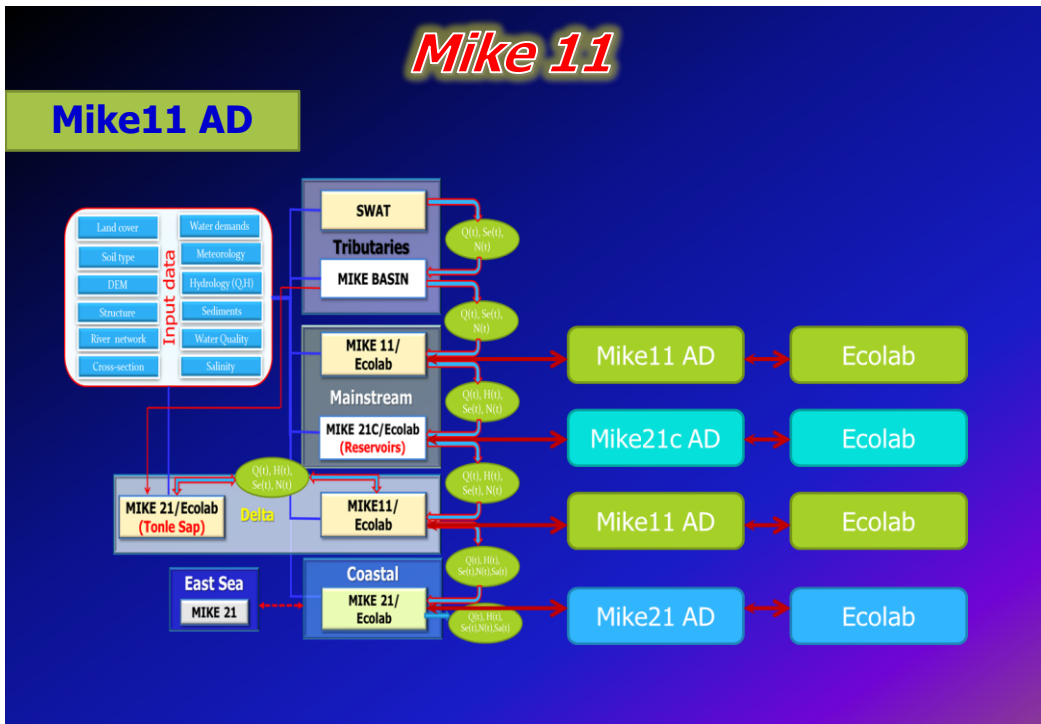 Mike 11
Mike11 AD
Land cover
Soil type
DEM
Structure
River network
Cross-section
Input data
Water demands
Meteorology
Hydrology (Q,H)
Sediments
Water Quality
Salinity
SWAT
Tributaries
MIKE BASIN
Q(t), Se(t),
N(t)
Q(t), Se(t),
N(t)
MIKE 11/
Ecolab
Mainstream
MIKE 21C/Ecolab
(Reservoirs)
Q(t), H(t),
Se(t), N(t)
Q(t), H(t),
Se(t), N(t)
Q(t), H(t),
Se(t), N(t)
MIKE 21/Ecolab
(Tonle Sap)
Delta
MIKE11/
Ecolab
Q(t), H(t),
Se(t),N(t),Sa(t)
East Sea
MIKE 21
Coastal
MIKE 21/
Ecolab
Q(t), H(t),
Se(t),N(t),Sa(t)
Mike11 AD
Ecolab
Mike21c AD
Ecolab
Mike11 AD
Ecolab
Mike21 AD
Ecolab